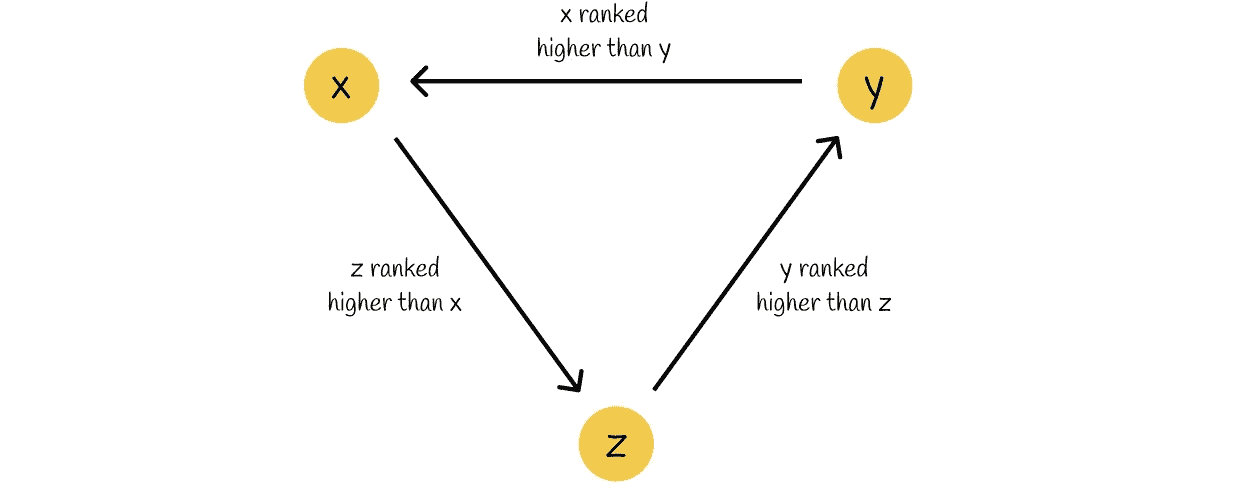 x ranked
higher than y
x
y
z ranked
higher than x
y ranked
higher than z
z